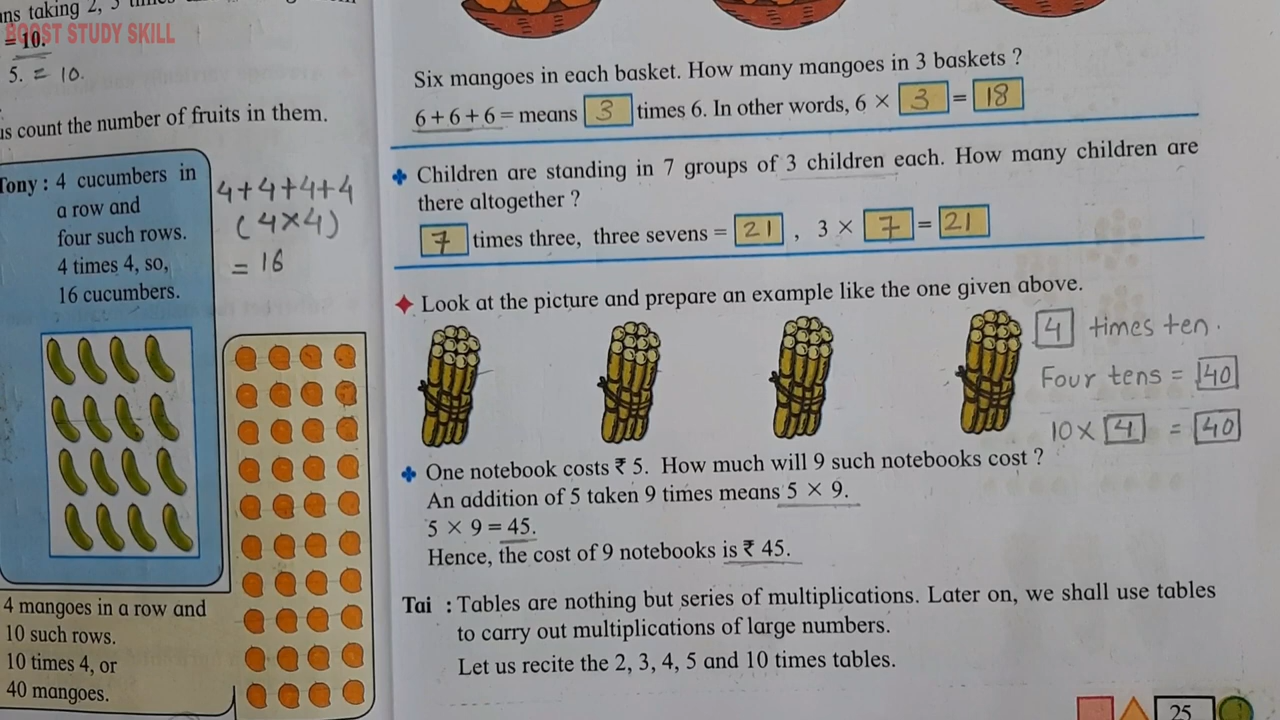 ns taking 2,
BOOST STUDY SKILL
= 10.
5. = 10.
us count the number of fruits in them.
Tony : 4 cucumbers in
a row and
four such rows.
4 times 4, so,
16 cucumbers.
4+4+4+4
(4×4)
= 16
4 mangoes in a row and
10 such rows.
10 times 4, or
40 mangoes.
Six mangoes in each basket. How many mangoes in 3 baskets ?
6 + 6 + 6 = means 3 times 6. In other words, 6 × 3 = 18
Children are standing in 7 groups of 3 children each. How many children are
there altogether ?
7 times three, three sevens = 21 , 3 × 7 = 21
Look at the picture and prepare an example like the one given above.
4 times ten.
Four tens = 40
10 × 4 = 40
One notebook costs ₹ 5. How much will 9 such notebooks cost ?
An addition of 5 taken 9 times means 5 × 9.
5 × 9 = 45.
Hence, the cost of 9 notebooks is ₹ 45.
Tai : Tables are nothing but series of multiplications. Later on, we shall use tables
to carry out multiplications of large numbers.
Let us recite the 2, 3, 4, 5 and 10 times tables.
25